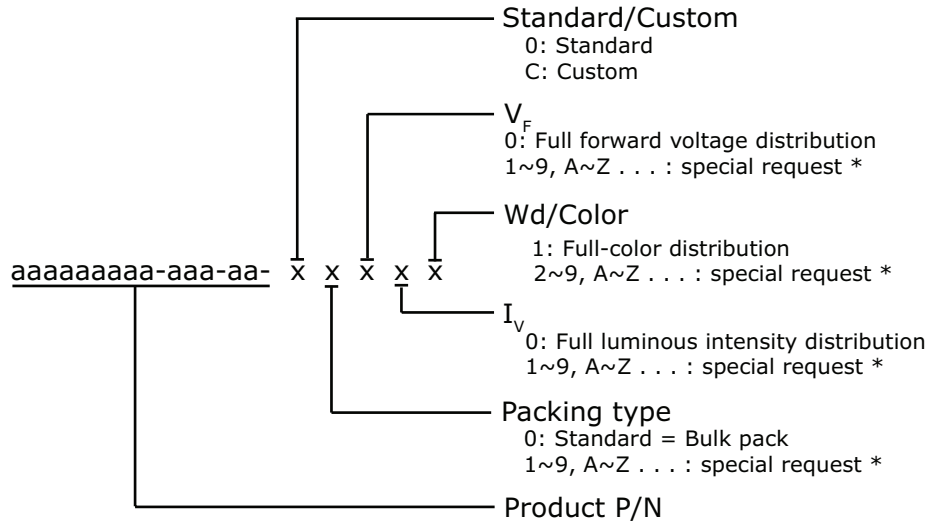 Standard/Custom
0: Standard
C: Custom
V_F
0: Full forward voltage distribution
1~9, A~Z . . . : special request *
Wd/Color
1: Full-color distribution
2~9, A~Z . . . : special request *
aaaaaaaaa-aaa-aa- x x x x x
I_V
0: Full luminous intensity distribution
1~9, A~Z . . . : special request *
Packing type
0: Standard = Bulk pack
1~9, A~Z . . . : special request *
Product P/N